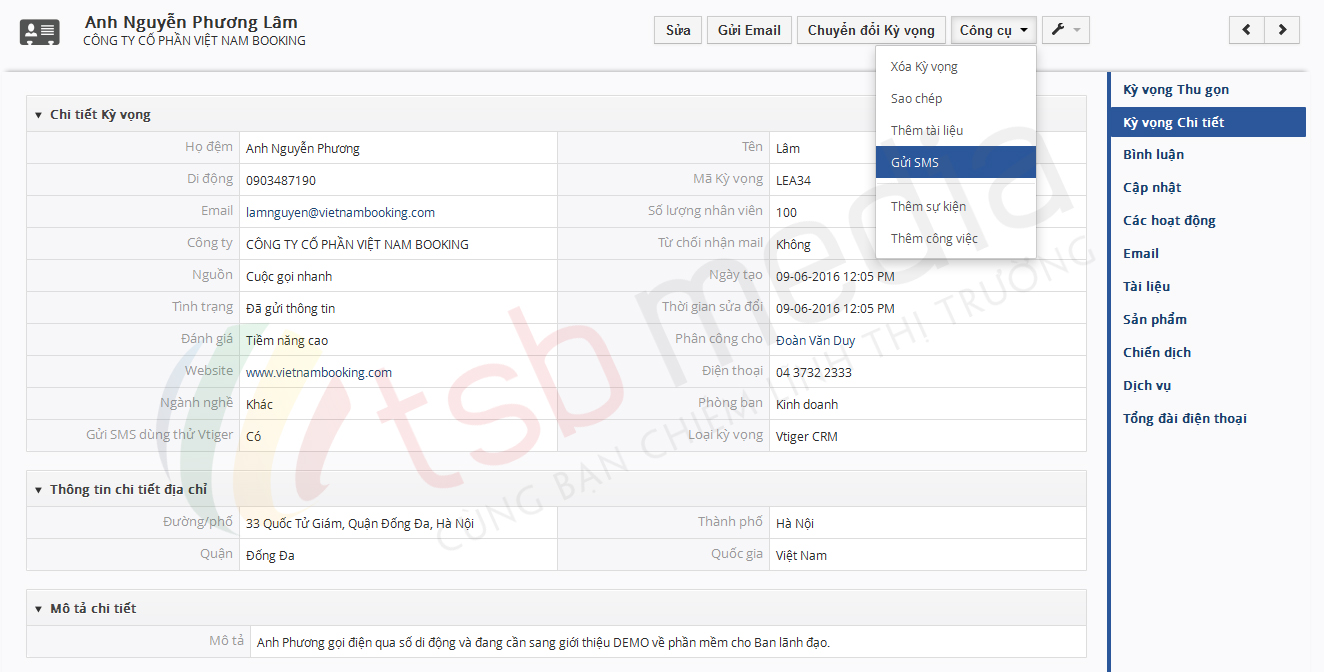 Anh Nguyễn Phương Lâm
CÔNG TY CỔ PHẦN VIỆT NAM BOOKING
Sửa Gửi Email Chuyển đổi Kỳ vọng Công cụ
Xóa Kỳ vọng
Sao chép
Thêm tài liệu
Gửi SMS
Thêm sự kiện
Thêm công việc
Chi tiết Kỳ vọng
Họ đệm Anh Nguyễn Phương Tên Lâm
Di động 0903487190 Mã Kỳ vọng LEA34
Email lamnguyen@vietnambooking.com Số lượng nhân viên 100
Công ty CÔNG TY CỔ PHẦN VIỆT NAM BOOKING Từ chối nhận mail Không
Nguồn Cuộc gọi nhanh Ngày tạo 09-06-2016 12:05 PM
Tình trạng Đã gửi thông tin Thời gian sửa đổi 09-06-2016 12:05 PM
Đánh giá Tiềm năng cao Phân công cho Đoàn Văn Duy
Website www.vietnambooking.com Điện thoại 04 3732 2333
Ngành nghề Khác Phòng ban Kinh doanh
Gửi SMS dùng thử Vtiger Có Loại kỳ vọng Vtiger CRM
Thông tin chi tiết địa chỉ
Đường/phố 33 Quốc Tử Giám, Quận Đống Đa, Hà Nội Thành phố Hà Nội
Quận Đống Đa Quốc gia Việt Nam
Mô tả chi tiết
Mô tả Anh Phương gọi điện qua số di động và đang cần sang giới thiệu DEMO về phần mềm cho Ban lãnh đạo.
Kỳ vọng Thu gọn
Kỳ vọng Chi tiết
Bình luận
Cập nhật
Các hoạt động
Email
Tài liệu
Sản phẩm
Chiến dịch
Dịch vụ
Tổng đài điện thoại
tsb media
CÙNG BẠN CHIẾM LĨNH THỊ TRƯỜNG